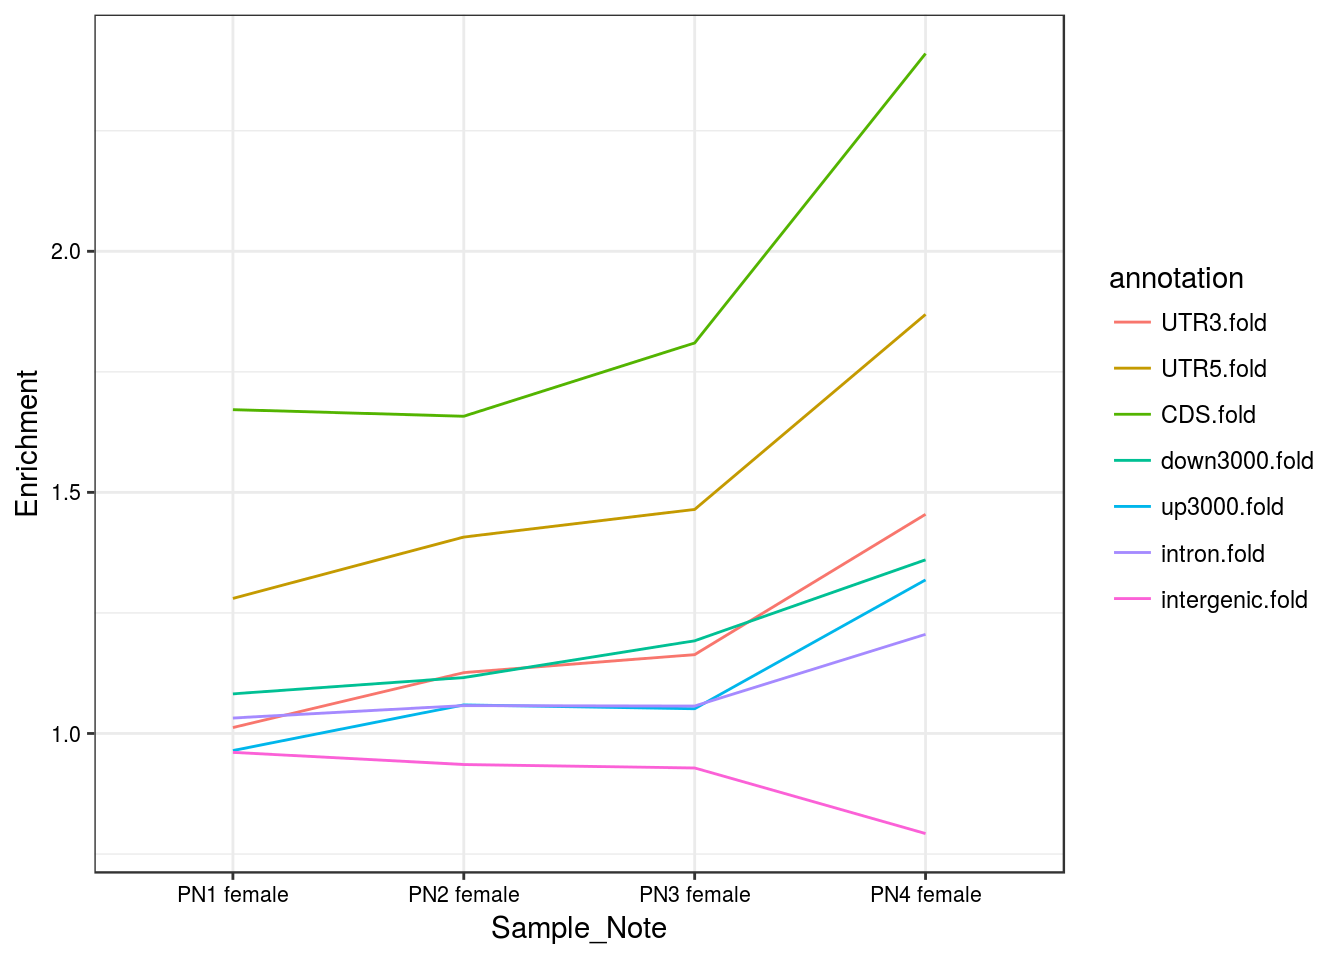 Enrichment
2.0
1.5
1.0
PN1 female
PN2 female
PN3 female
PN4 female
Sample_Note
annotation
UTR3.fold
UTR5.fold
CDS.fold
down3000.fold
up3000.fold
intron.fold
intergenic.fold